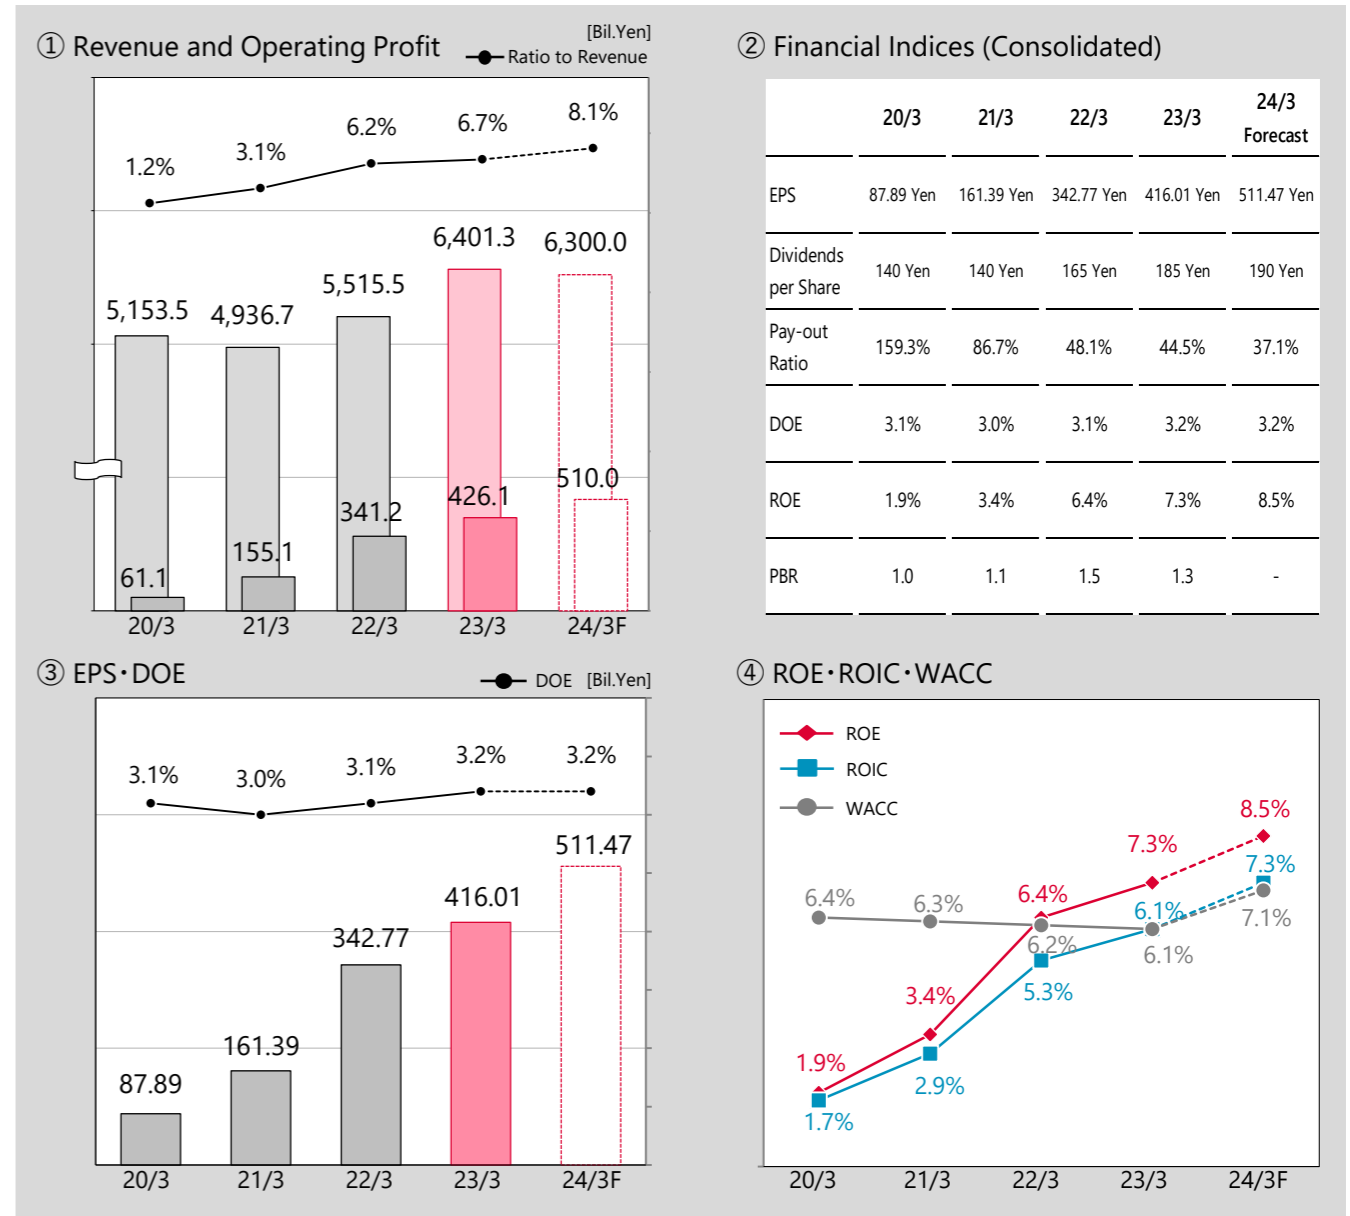 ① Revenue and Operating Profit
[Bil.Yen]
Ratio to Revenue
1.2%
3.1%
6.2%
6.7%
8.1%
5,153.5
4,936.7
5,515.5
6,401.3
6,300.0
61.1
155.1
341.2
426.1
510.0
20/3 21/3 22/3 23/3 24/3F
② Financial Indices (Consolidated)
20/3 21/3 22/3 23/3 24/3
Forecast
EPS 87.89 Yen 161.39 Yen 342.77 Yen 416.01 Yen 511.47 Yen
Dividends
per Share 140 Yen 140 Yen 165 Yen 185 Yen 190 Yen
Pay-out
Ratio 159.3% 86.7% 48.1% 44.5% 37.1%
DOE 3.1% 3.0% 3.1% 3.2% 3.2%
ROE 1.9% 3.4% 6.4% 7.3% 8.5%
PBR 1.0 1.1 1.5 1.3 -
③ EPS・DOE
DOE [Bil.Yen]
3.1%
3.0%
3.1%
3.2%
3.2%
87.89
161.39
342.77
416.01
511.47
20/3 21/3 22/3 23/3 24/3F
④ ROE・ROIC・WACC
ROE
ROIC
WACC
1.9%
3.4%
6.4%
7.3%
8.5%
1.7%
2.9%
5.3%
6.1%
7.3%
6.4%
6.3%
6.2%
6.1%
7.1%
20/3 21/3 22/3 23/3 24/3F